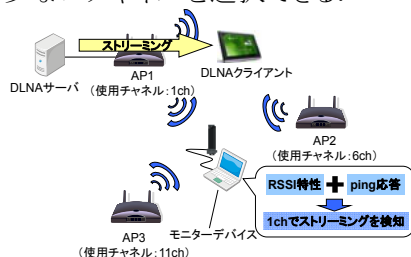 ストリーミング
AP1
(使用チャネル:1ch)
DLNAサーバ
DLNAクライアント
AP2
(使用チャネル:6ch)
RSSI特性
ping応答
1chでストリーミングを検知
モニターデバイス
AP3
(使用チャネル:11ch)